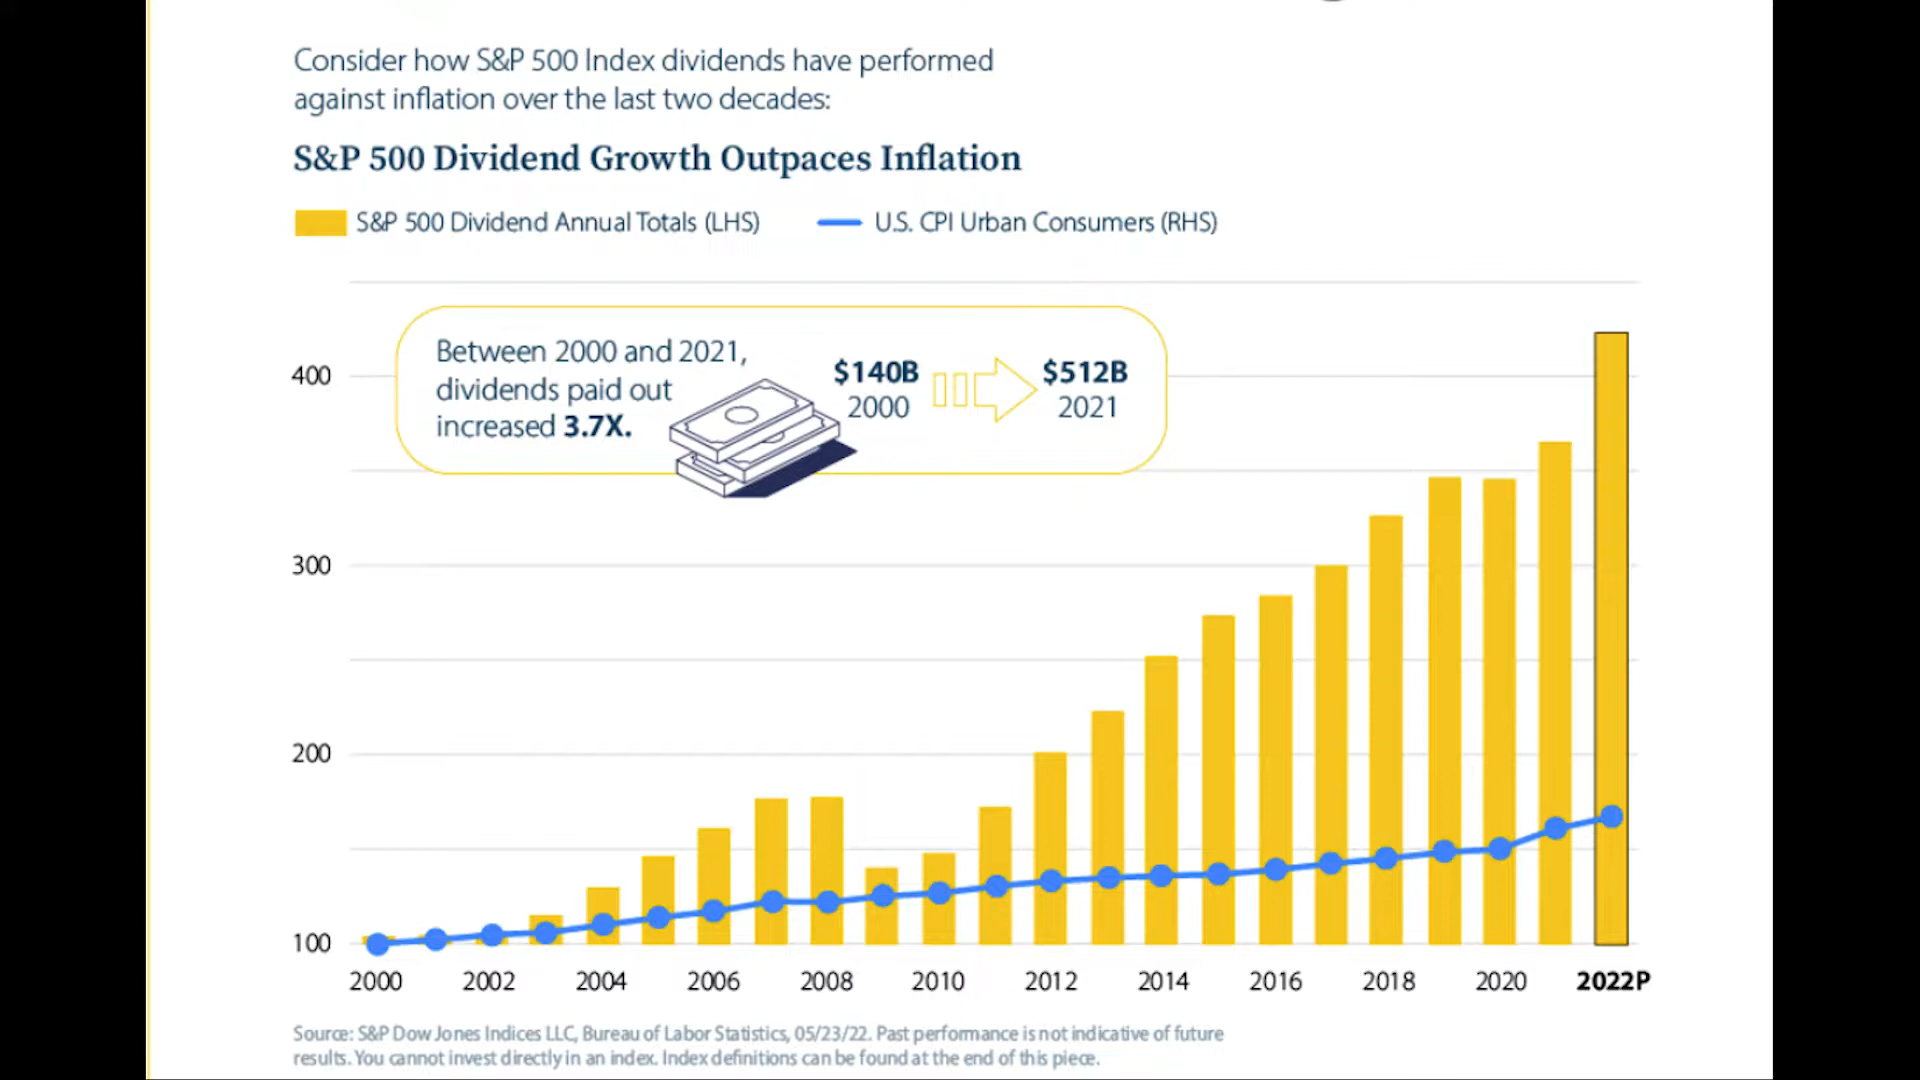 Consider how S&P 500 Index dividends have performed
against inflation over the last two decades:
S&P 500 Dividend Growth Outpaces Inflation
S&P 500 Dividend Annual Totals (LHS)
U.S. CPI Urban Consumers (RHS)
Between 2000 and 2021,
dividends paid out
increased 3.7X.
$140B
2000
$512B
2021
400
300
200
100
2000 2002 2004 2006 2008 2010 2012 2014 2016 2018 2020 2022P
Source: S&P Dow Jones Indices LLC, Bureau of Labor Statistics, 05/23/22. Past performance is not indicative of future
results. You cannot invest directly in an index. Index definitions can be found at the end of this piece.